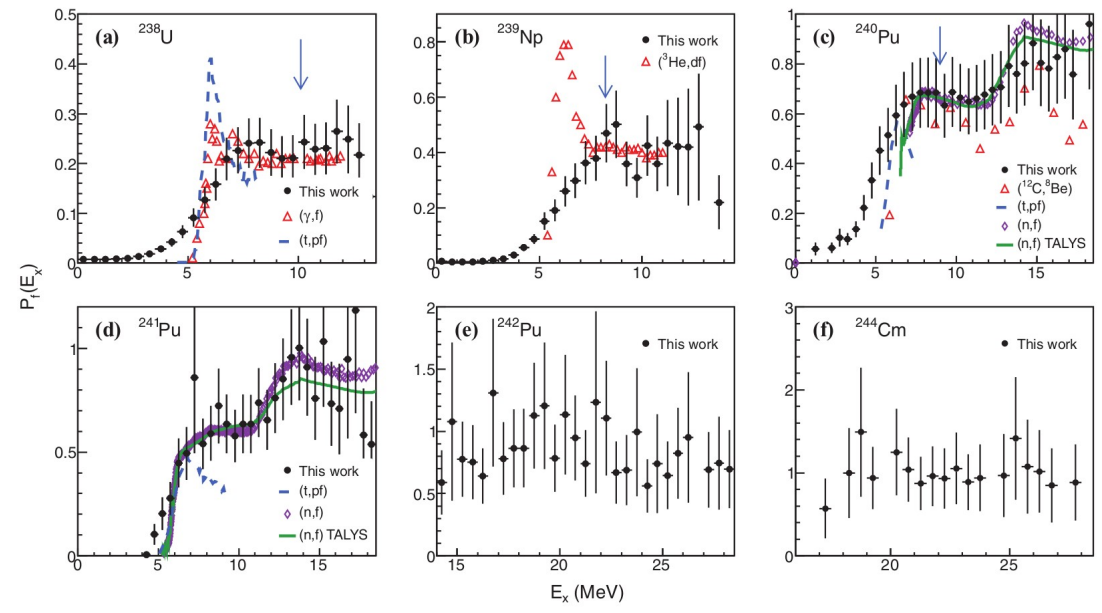 (a) ²³⁸U
This work
(γ,f)
(t,pf)
0 0.1 0.2 0.3 0.4 0.5
0 5 10
(b) ²³⁹Np
This work
(³He,df)
0 0.2 0.4 0.6 0.8
0 5 10
(c) ²⁴⁰Pu
This work
(¹²C,⁸Be)
(t,pf)
(n,f)
(n,f) TALYS
0 0.2 0.4 0.6 0.8 1
0 5 10 15
P_f(E_x)
(d) ²⁴¹Pu
This work
(t,pf)
(n,f)
(n,f) TALYS
0 0.5 1
0 5 10 15
(e) ²⁴²Pu
This work
0 0.5 1 1.5 2
15 20 25
(f) ²⁴⁴Cm
This work
0 1 2 3
20 25
E_x (MeV)